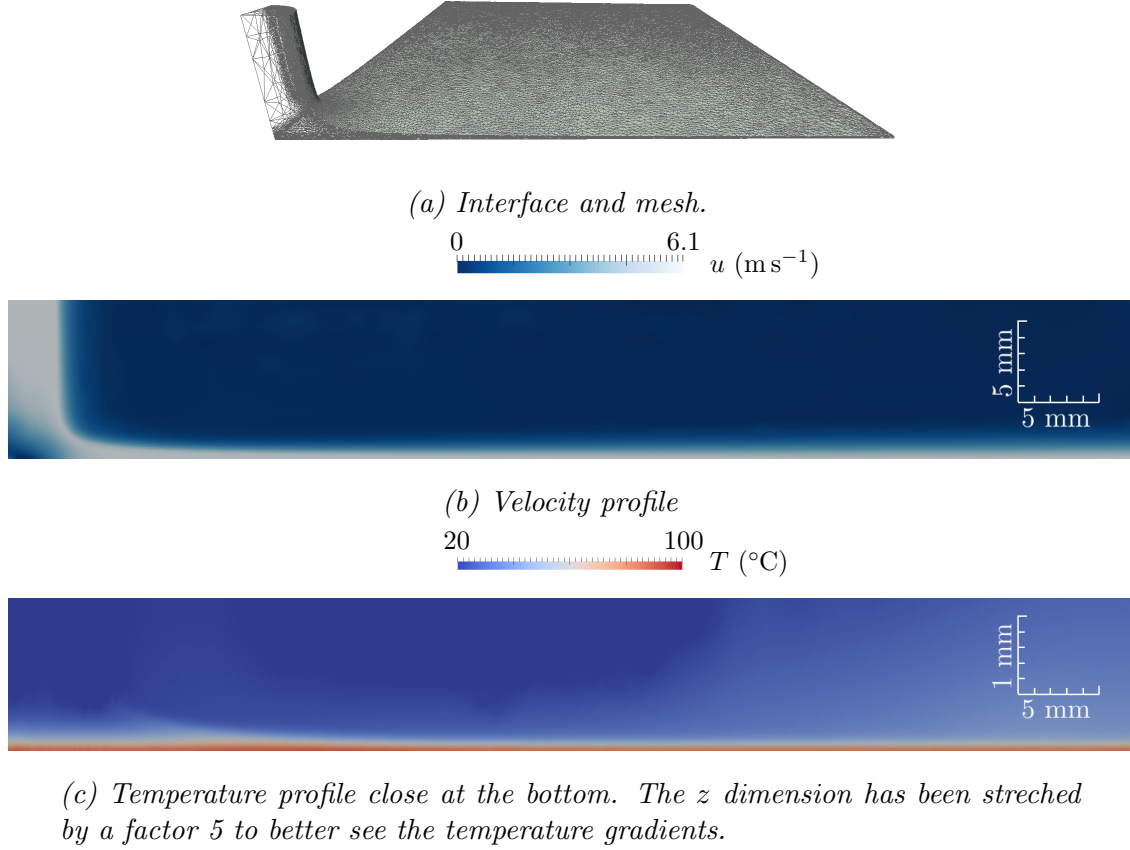 (a) Interface and mesh.
0 6.1
u (m s⁻¹)
5 mm
5 mm
(b) Velocity profile
20 100
T (°C)
1 mm
5 mm
(c) Temperature profile close at the bottom. The z dimension has been streched
by a factor 5 to better see the temperature gradients.